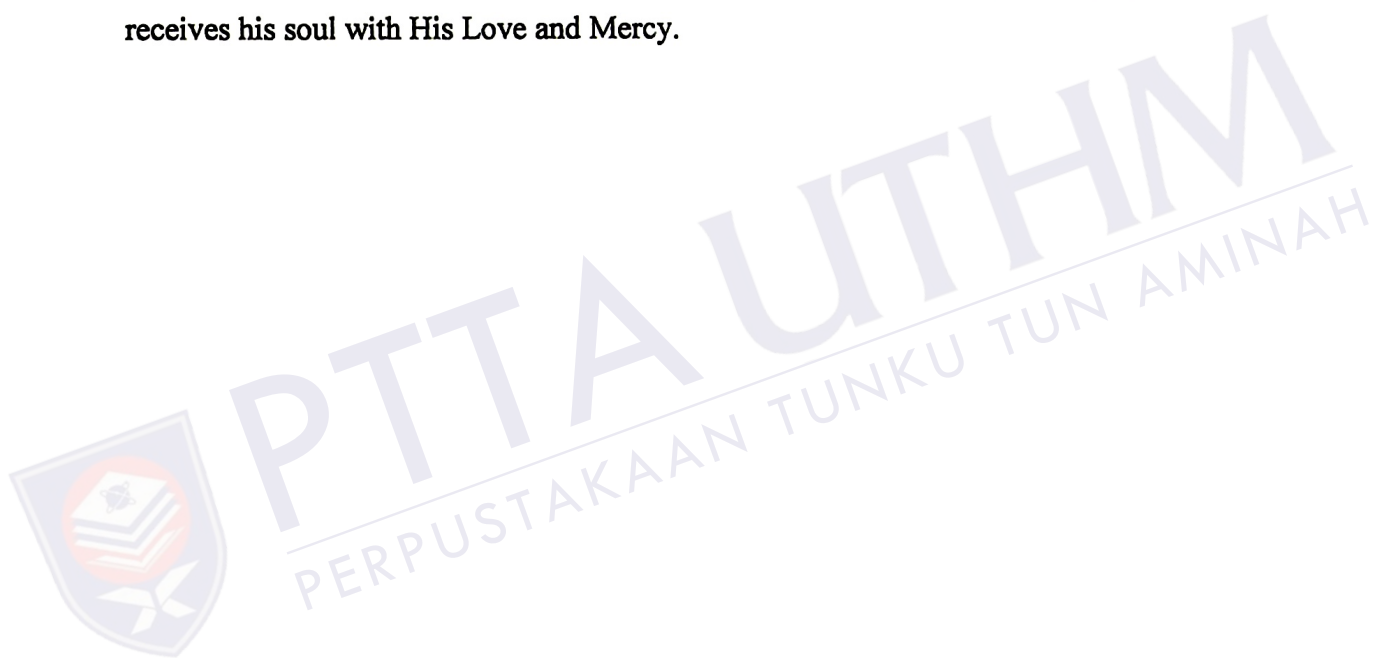 receives his soul with His Love and Mercy.
PTTA UTHM
PERPUSTAKAAN TUNKU TUN AMINAH